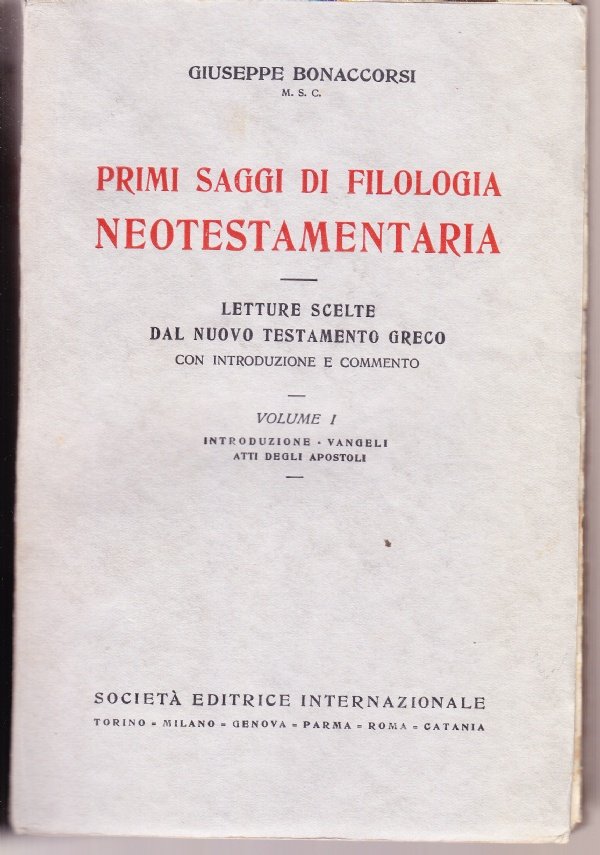 GIUSEPPE BONACCORSI
M. S. C.
PRIMI SAGGI DI FILOLOGIA
NEOTESTAMENTARIA
LETTURE SCELTE
DAL NUOVO TESTAMENTO GRECO
CON INTRODUZIONE E COMMENTO
VOLUME I
INTRODUZIONE - VANGELI
ATTI DEGLI APOSTOLI
SOCIETÀ EDITRICE INTERNAZIONALE
TORINO = MILANO = GENOVA = PARMA = ROMA = CATANIA